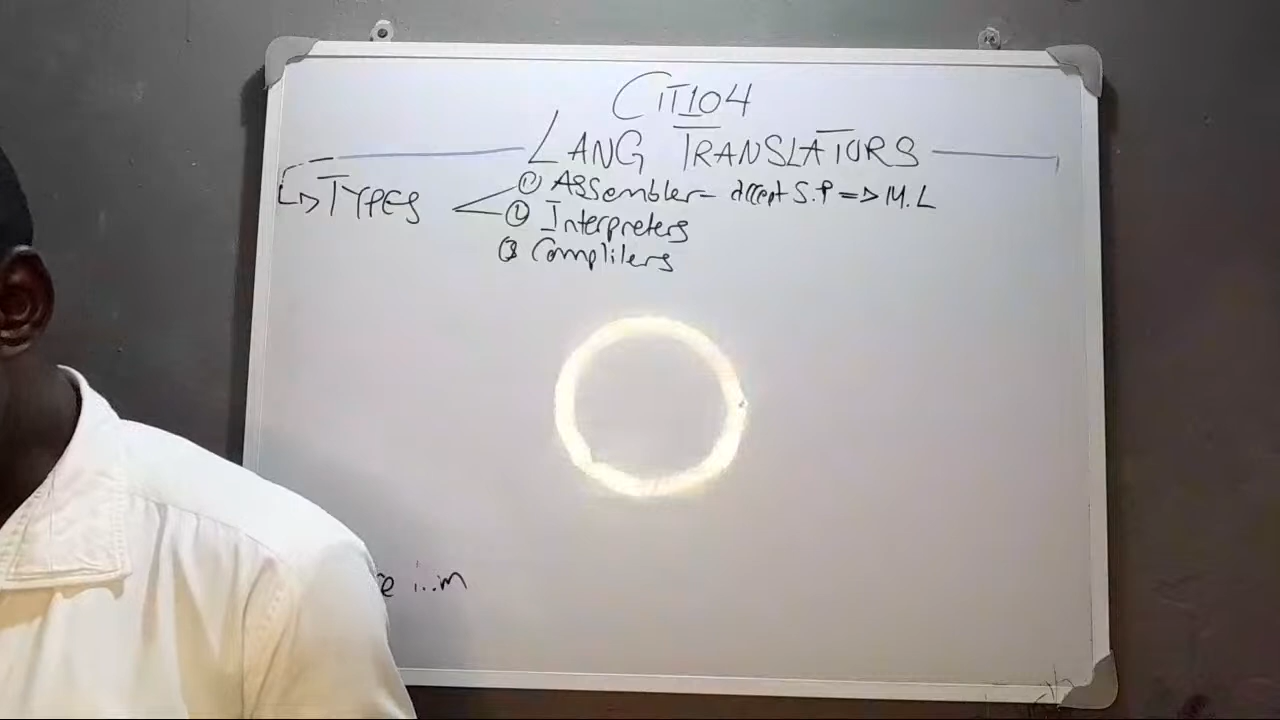 CIT104
LANG TRANSLATORS
TYPES
① Assembler - accept S.P => M.L
② Interpreters
③ Complilers